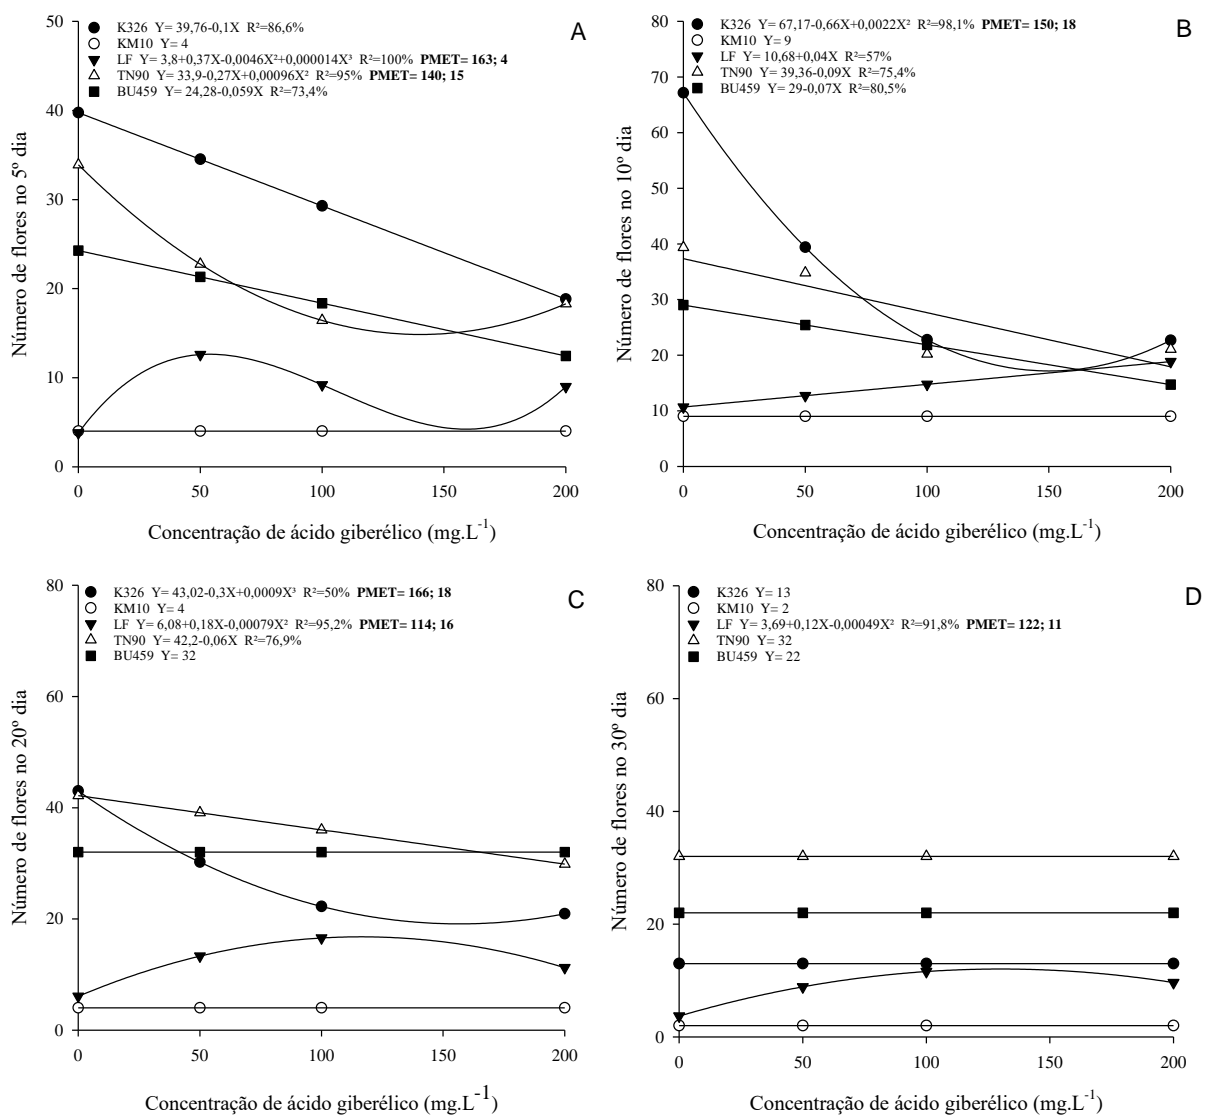 A
K326 Y= 39,76-0,1X R²=86,6%
KM10 Y= 4
LF Y= 3,8+0,37X-0,0046X²+0,000014X³ R²=100% PMET= 163; 4
TN90 Y= 33,9-0,27X+0,00096X² R²=95% PMET= 140; 15
BU459 Y= 24,28-0,059X R²=73,4%
Número de flores no 5º dia
50
40
30
20
10
0
0 50 100 150 200
Concentração de ácido giberélico (mg.L-1)
B
K326 Y= 67,17-0,66X+0,0022X² R²=98,1% PMET= 150; 18
KM10 Y= 9
LF Y= 10,68+0,04X R²=57%
TN90 Y= 39,36-0,09X R²=75,4%
BU459 Y= 29-0,07X R²=80,5%
Número de flores no 10º dia
80
70
60
50
40
30
20
10
0
0 50 100 150 200
Concentração de ácido giberélico (mg.L-1)
C
K326 Y= 43,02-0,3X+0,0009X³ R²=50% PMET= 166; 18
KM10 Y= 4
LF Y= 6,08+0,18X-0,00079X² R²=95,2% PMET= 114; 16
TN90 Y= 42,2-0,06X R²=76,9%
BU459 Y= 32
Número de flores no 20º dia
80
60
40
20
0
0 50 100 150 200
Concentração de ácido giberélico (mg.L-1)
D
K326 Y= 13
KM10 Y= 2
LF Y= 3,69+0,12X-0,00049X² R²=91,8% PMET= 122; 11
TN90 Y= 32
BU459 Y= 22
Número de flores no 30º dia
80
60
40
20
0
0 50 100 150 200
Concentração de ácido giberélico (mg.L-1)